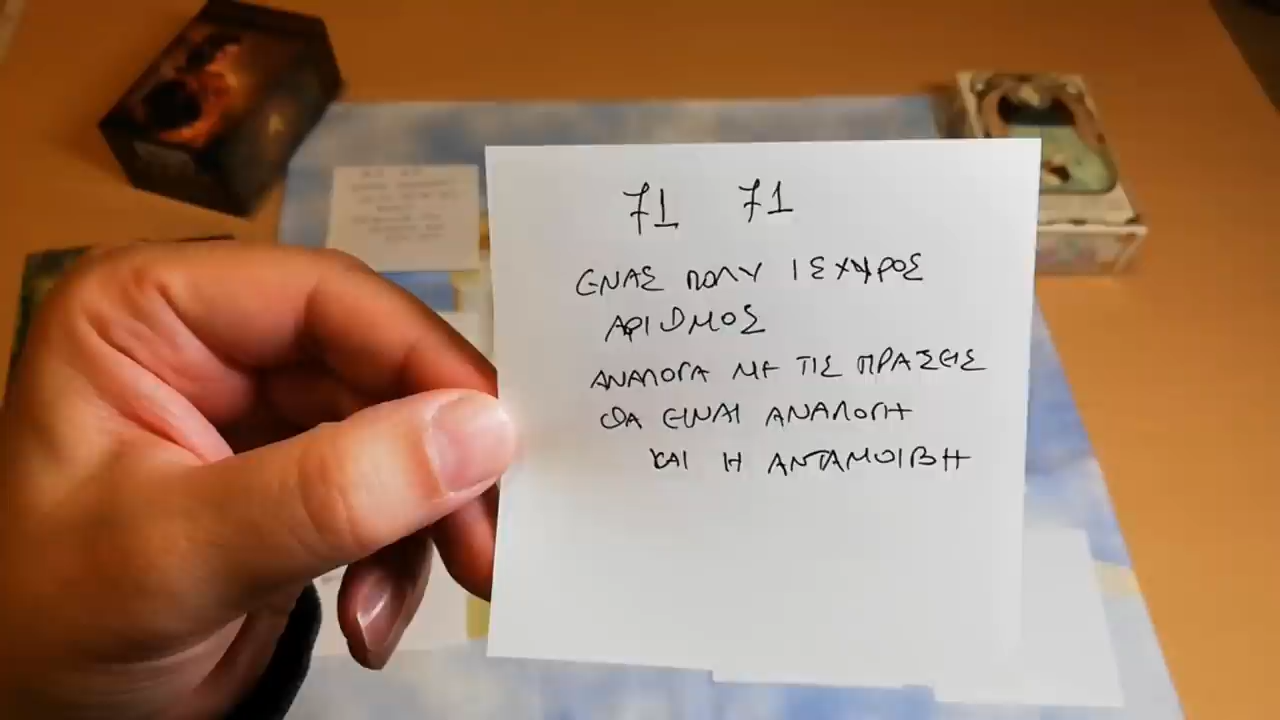 71 71
ΕΝΑΣ ΠΟΛΥ ΙΣΧΥΡΟΣ
ΑΡΙΘΜΟΣ
ΑΝΑΛΟΓΑ ΜΕ ΤΙΣ ΠΡΑΞΕΙΣ
ΘΑ ΕΙΝΑΙ ΑΝΑΛΟΓΗ
ΚΑΙ Η ΑΝΤΑΜΟΙΒΗ